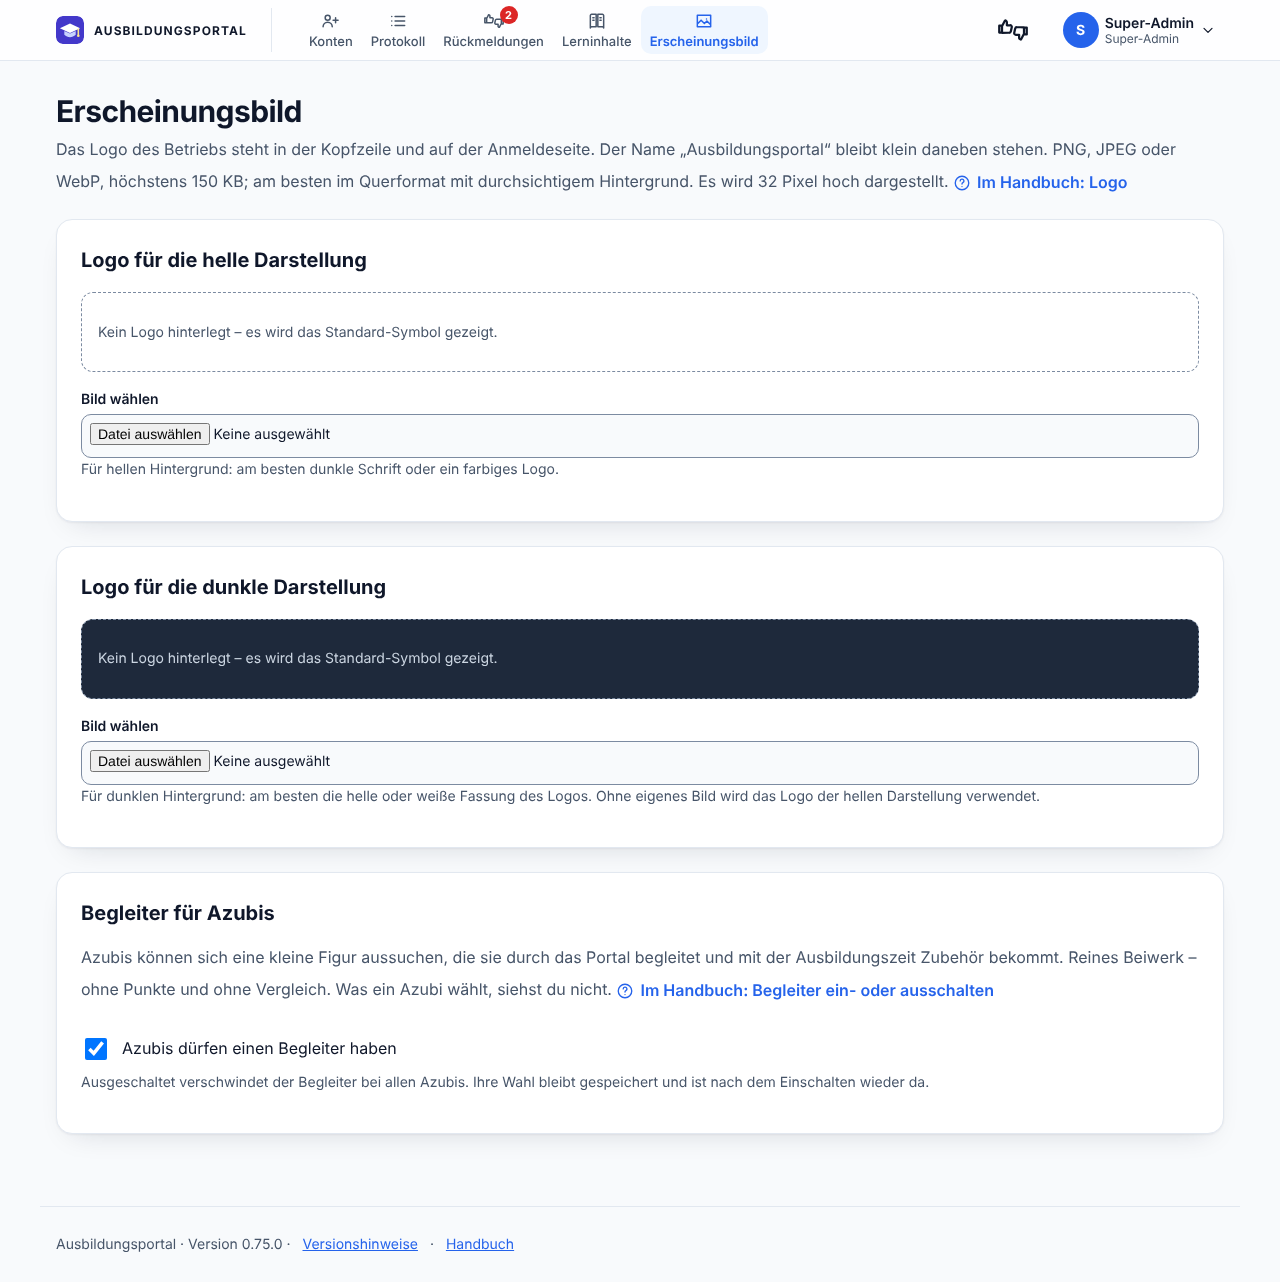 AUSBILDUNGSPORTAL
Konten
Protokoll
2
Rückmeldungen
Lerninhalte
Erscheinungsbild
S
Super-Admin
Super-Admin
Erscheinungsbild
Das Logo des Betriebs steht in der Kopfzeile und auf der Anmeldeseite. Der Name „Ausbildungsportal“ bleibt klein daneben stehen. PNG, JPEG oder
WebP, höchstens 150 KB; am besten im Querformat mit durchsichtigem Hintergrund. Es wird 32 Pixel hoch dargestellt. Im Handbuch: Logo
Logo für die helle Darstellung
Kein Logo hinterlegt – es wird das Standard-Symbol gezeigt.
Bild wählen
Datei auswählen Keine ausgewählt
Für hellen Hintergrund: am besten dunkle Schrift oder ein farbiges Logo.
Logo für die dunkle Darstellung
Kein Logo hinterlegt – es wird das Standard-Symbol gezeigt.
Bild wählen
Datei auswählen Keine ausgewählt
Für dunklen Hintergrund: am besten die helle oder weiße Fassung des Logos. Ohne eigenes Bild wird das Logo der hellen Darstellung verwendet.
Begleiter für Azubis
Azubis können sich eine kleine Figur aussuchen, die sie durch das Portal begleitet und mit der Ausbildungszeit Zubehör bekommt. Reines Beiwerk –
ohne Punkte und ohne Vergleich. Was ein Azubi wählt, siehst du nicht. Im Handbuch: Begleiter ein- oder ausschalten
Azubis dürfen einen Begleiter haben
Ausgeschaltet verschwindet der Begleiter bei allen Azubis. Ihre Wahl bleibt gespeichert und ist nach dem Einschalten wieder da.
Ausbildungsportal · Version 0.75.0 · Versionshinweise · Handbuch